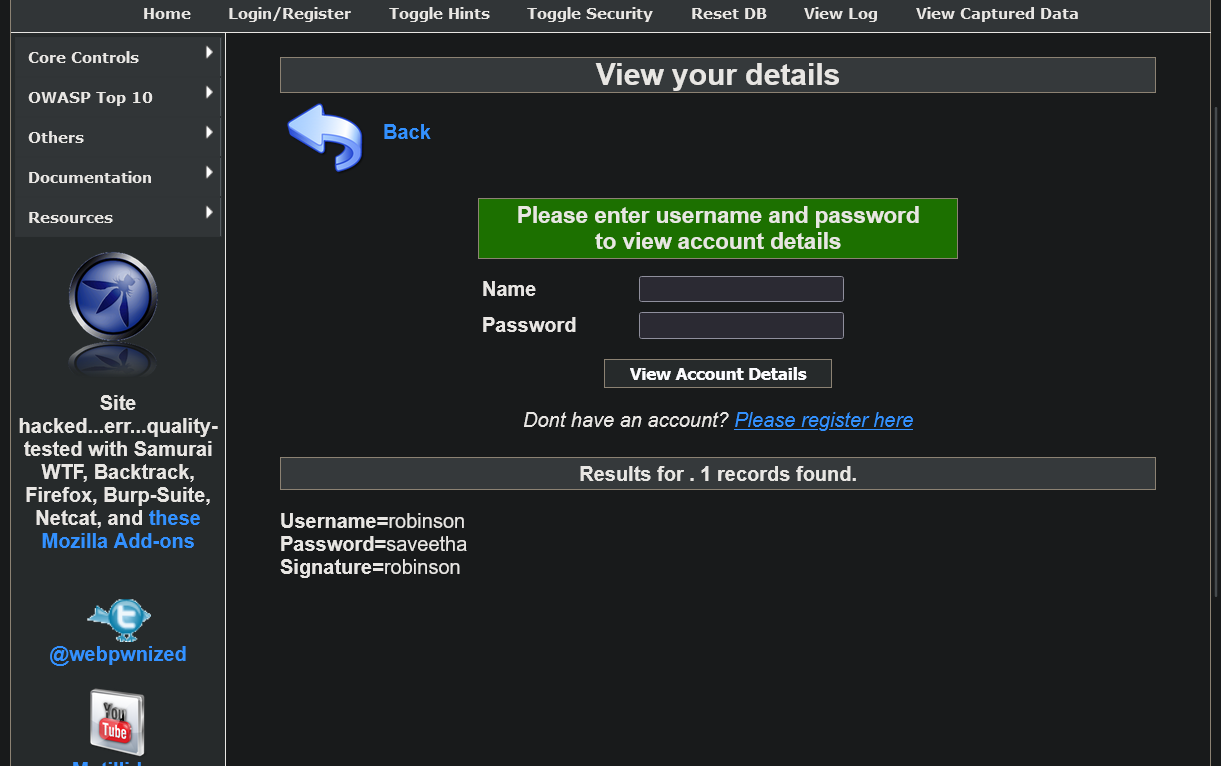 Home Login/Register Toggle Hints Toggle Security Reset DB View Log View Captured Data
Core Controls
OWASP Top 10
Others
Documentation
Resources
Site
hacked...err...quality-
tested with Samurai
WTF, Backtrack,
Firefox, Burp-Suite,
Netcat, and these
Mozilla Add-ons
@webpwnized
You
Tube
View your details
Back
Please enter username and password
to view account details
Name
Password
View Account Details
Dont have an account? Please register here
Results for . 1 records found.
Username=robinson
Password=saveetha
Signature=robinson